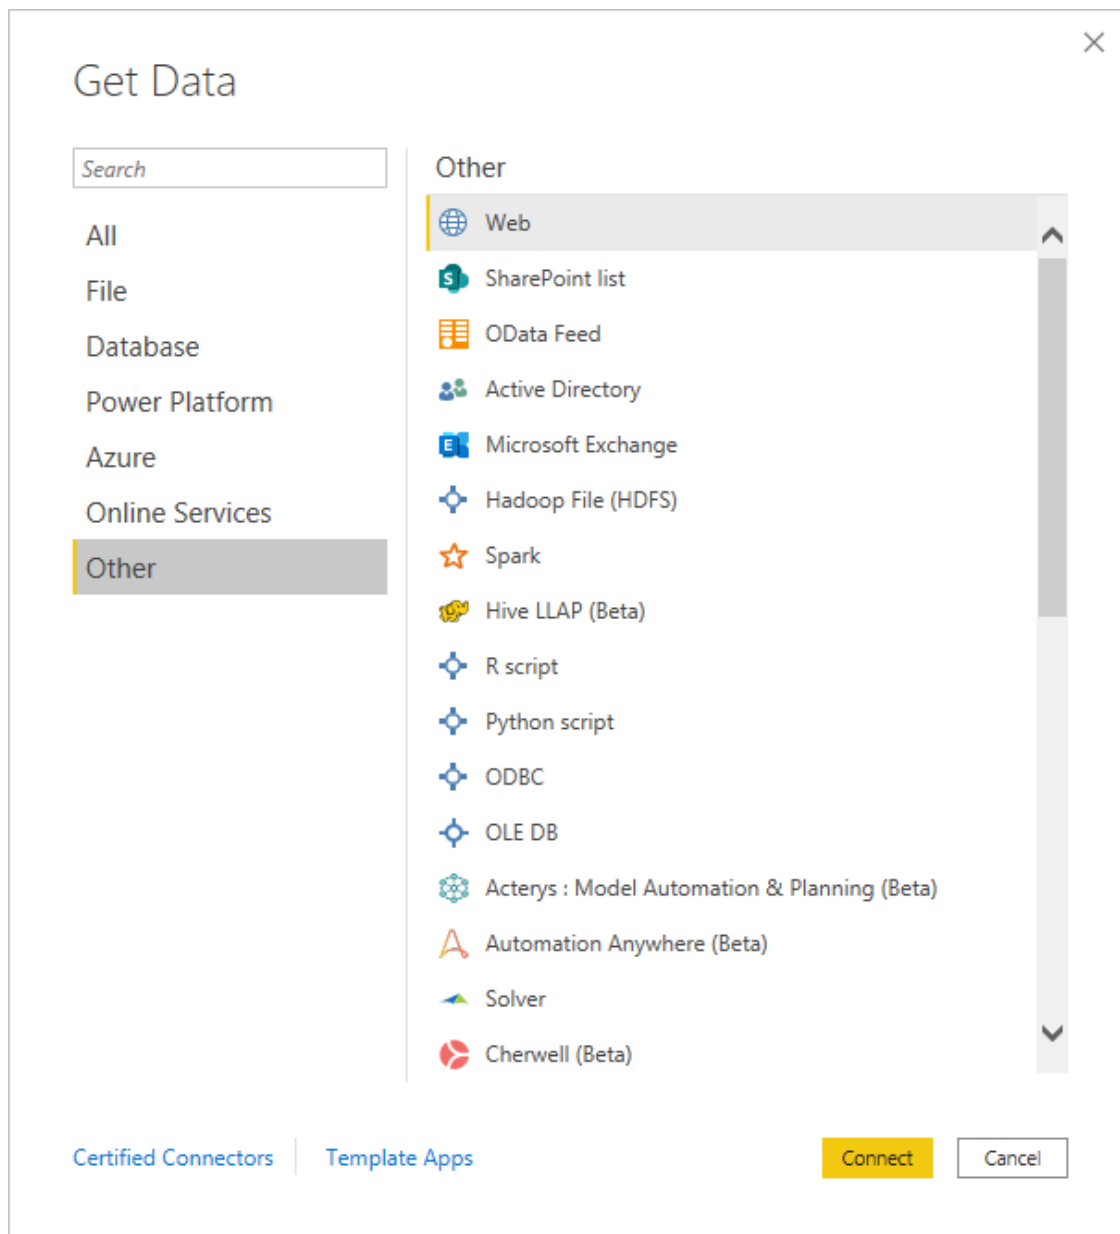 Get Data
Search
All
File
Database
Power Platform
Azure
Online Services
Other
Other
Web
SharePoint list
OData Feed
Active Directory
Microsoft Exchange
Hadoop File (HDFS)
Spark
Hive LLAP (Beta)
R script
Python script
ODBC
OLE DB
Acterys : Model Automation & Planning (Beta)
Automation Anywhere (Beta)
Solver
Cherwell (Beta)
Certified Connectors
Template Apps
Connect
Cancel